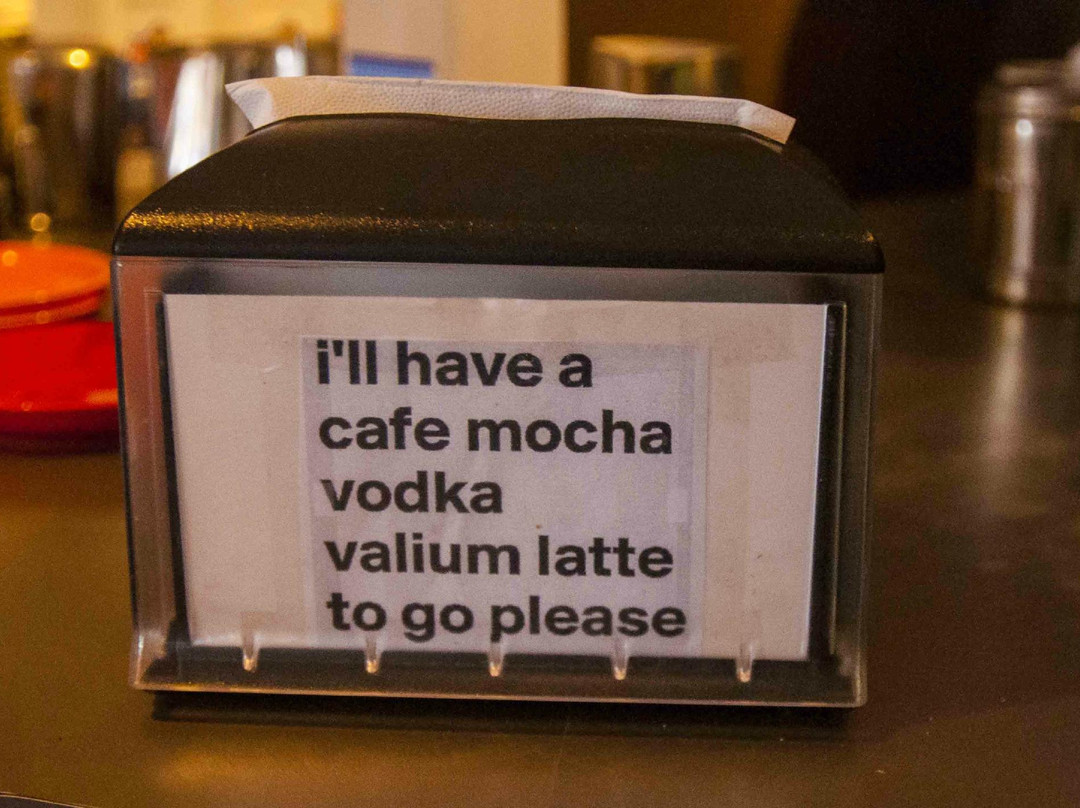 i'll have a
cafe mocha
vodka
valium latte
to go please